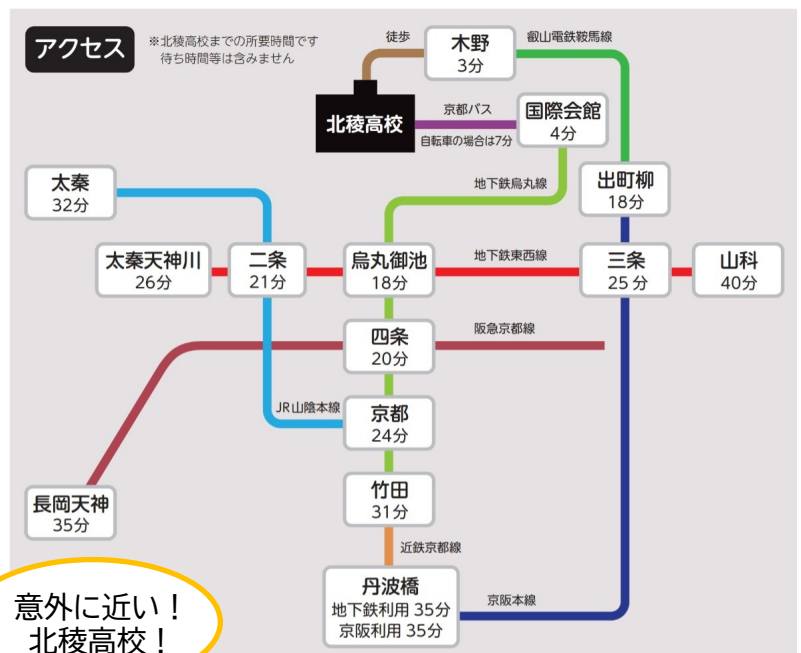 アクセス
※北稜高校までの所要時間です
待ち時間等は含みません
徒歩
木野
3分
叡山電鉄鞍馬線
北稜高校
京都バス
自転車の場合は7分
国際会館
4分
太秦
32分
地下鉄烏丸線
出町柳
18分
太秦天神川
26分
二条
21分
烏丸御池
18分
地下鉄東西線
三条
25分
山科
40分
四条
20分
阪急京都線
JR山陰本線
京都
24分
長岡天神
35分
竹田
31分
近鉄京都線
丹波橋
地下鉄利用 35分
京阪利用 35分
京阪本線
意外に近い！
北稜高校！